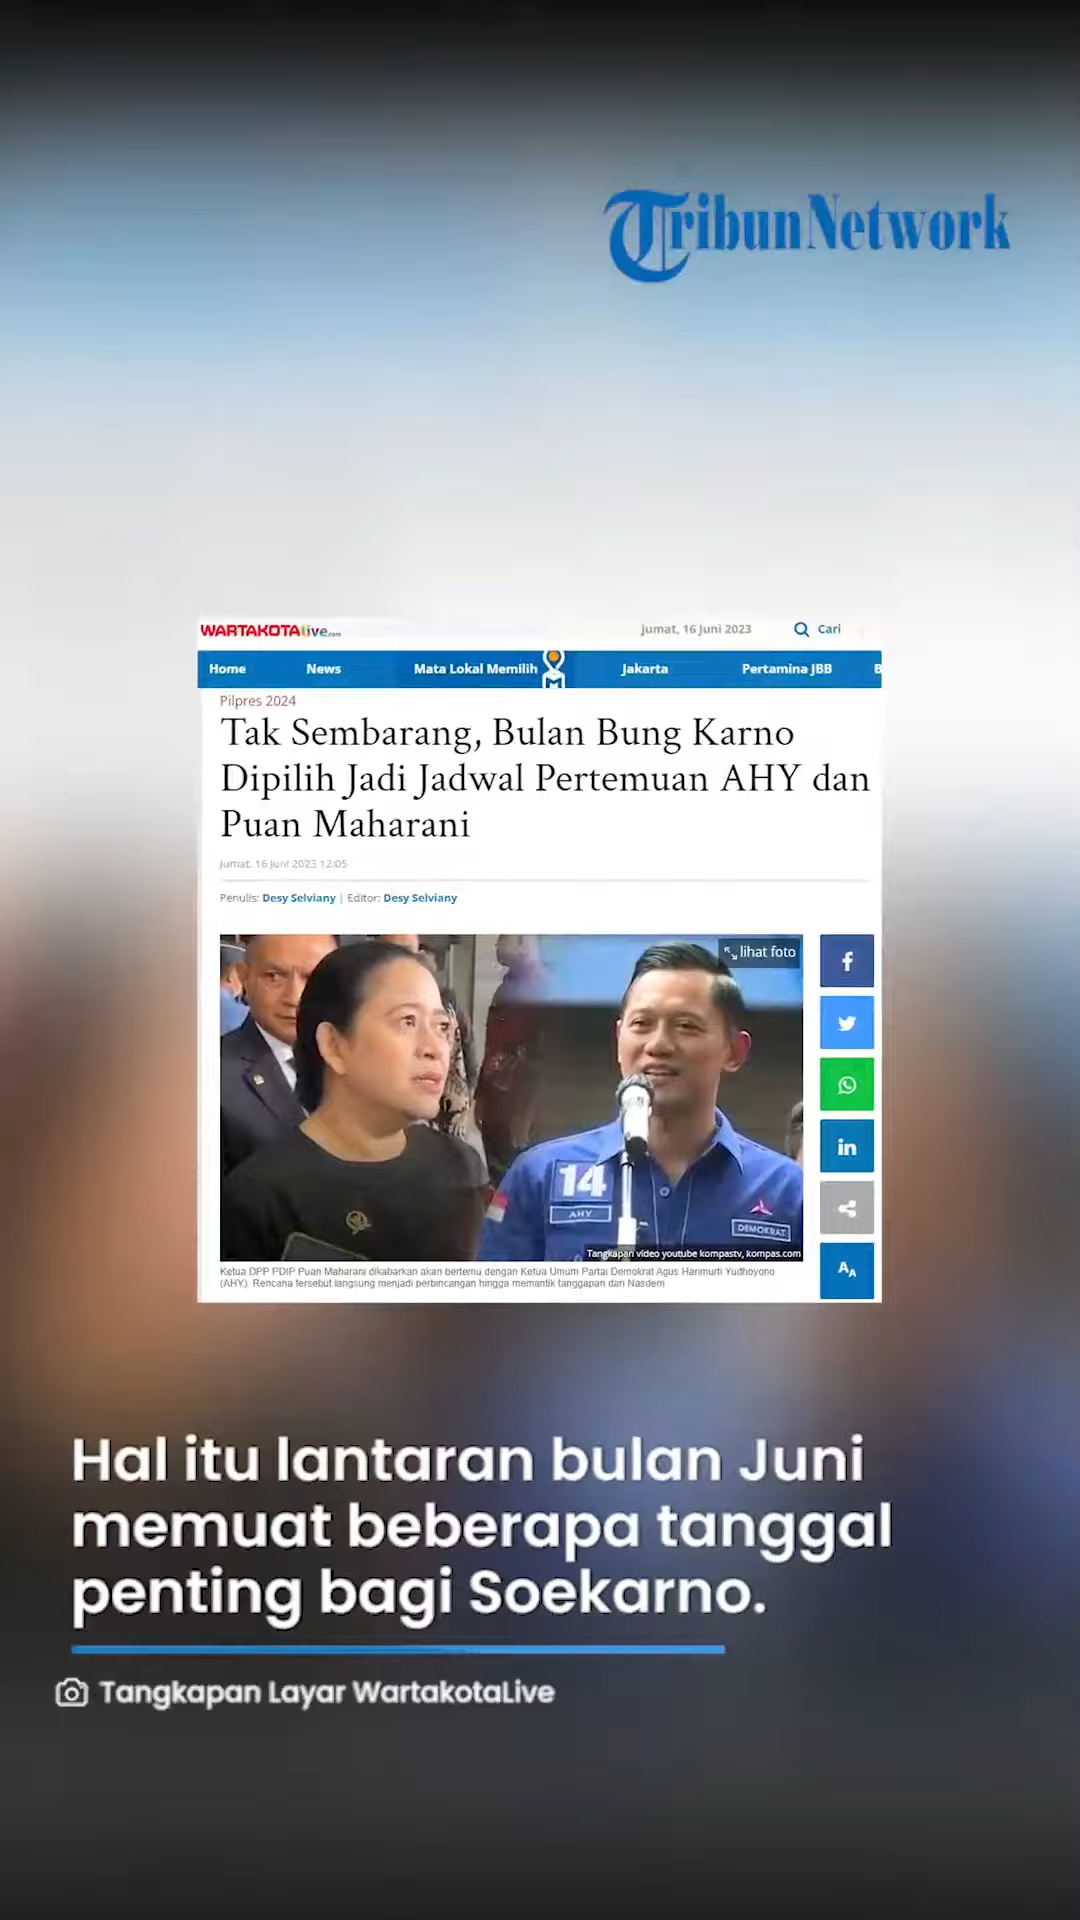 TribunNetwork
WARTAKOTAlive.com
Jumat, 16 Juni 2023
Cari
Home News Mata Lokal Memilih Jakarta Pertamina JBB B
Pilpres 2024
Tak Sembarang, Bulan Bung Karno
Dipilih Jadi Jadwal Pertemuan AHY dan
Puan Maharani
Jumat, 16 Juni 2023 12:05
Penulis: Desy Selviany | Editor: Desy Selviany
lihat foto
14
AHY
DEMOKRAT
Tangkapan video youtube kompastv, kompas.com
Ketua DPP PDIP Puan Maharani dikabarkan akan bertemu dengan Ketua Umum Partai Demokrat Agus Harimurti Yudhoyono
(AHY). Rencana tersebut langsung menjadi perbincangan hingga memantik tanggapan dari Nasdem
f
in
AA
Hal itu lantaran bulan Juni
memuat beberapa tanggal
penting bagi Soekarno.
Tangkapan Layar WartakotaLive